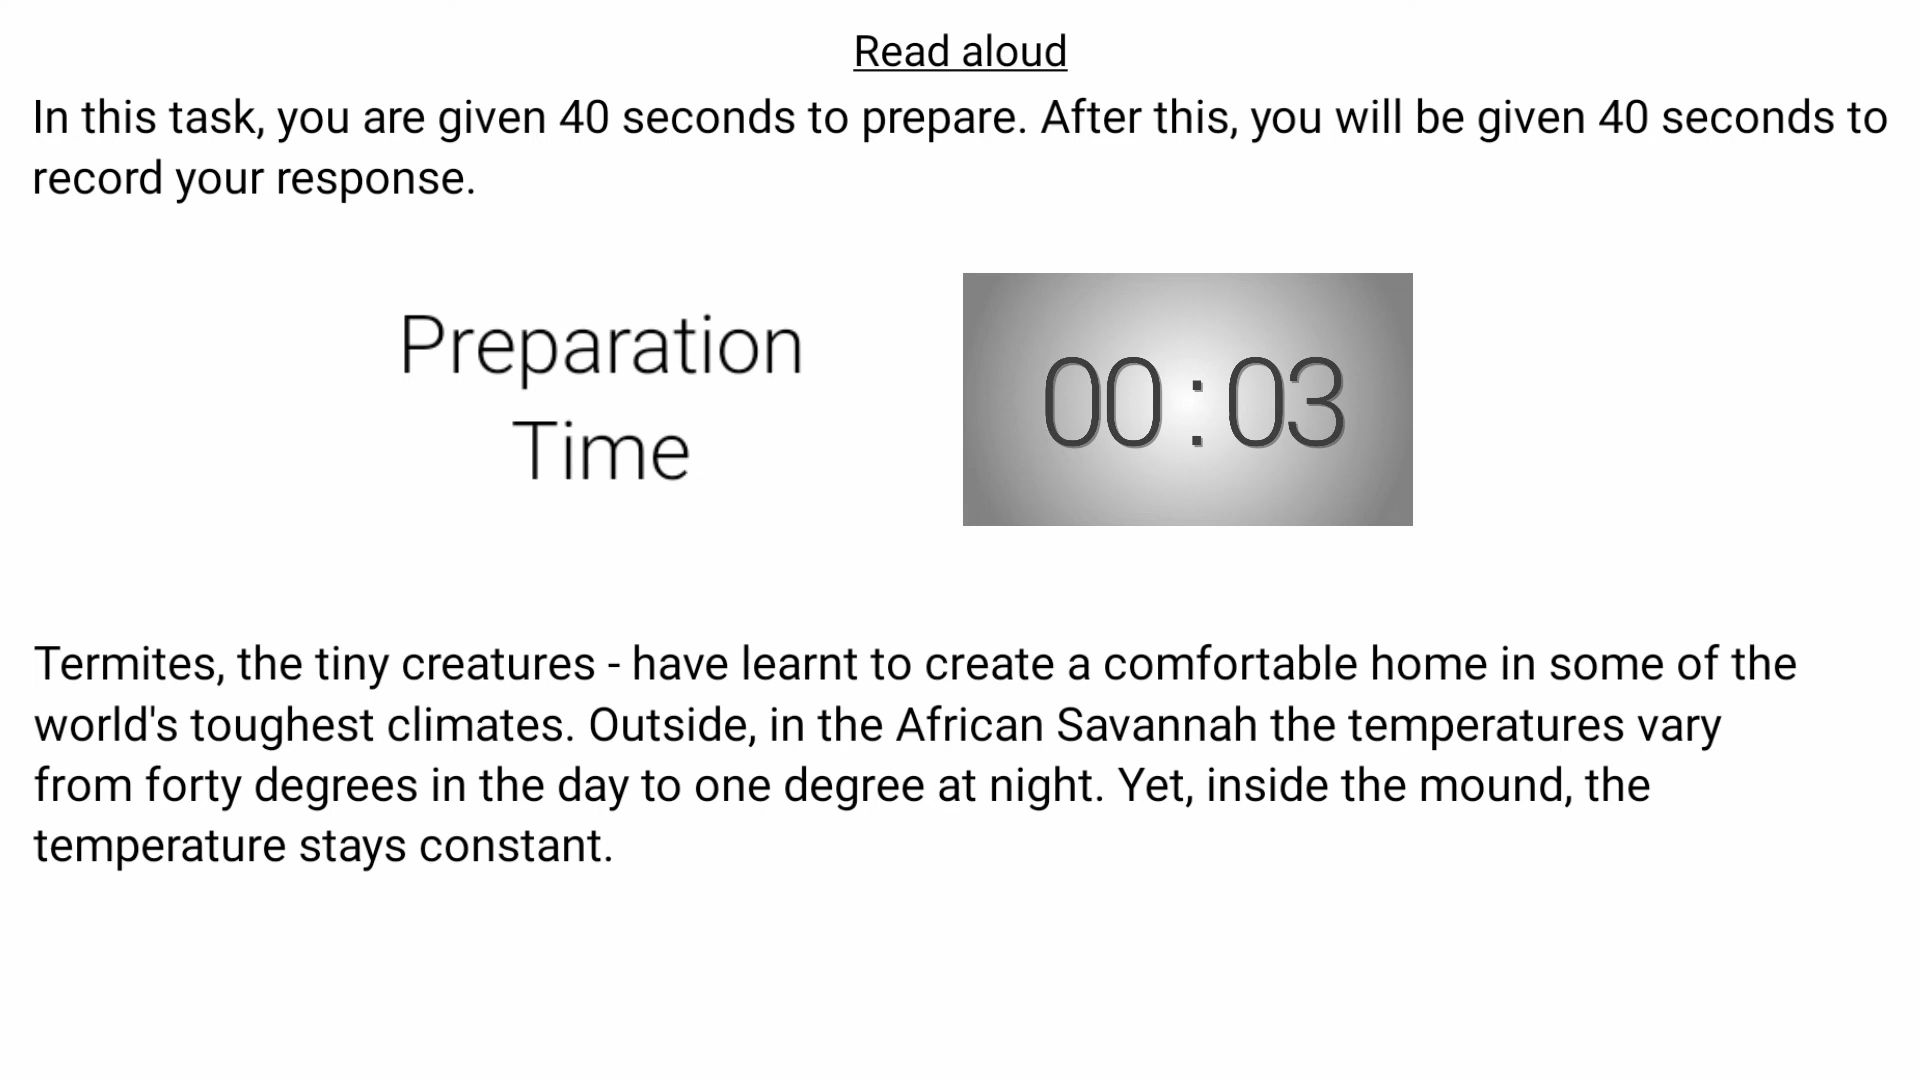 Read aloud
In this task, you are given 40 seconds to prepare. After this, you will be given 40 seconds to
record your response.
Preparation
Time
00:03
Termites, the tiny creatures - have learnt to create a comfortable home in some of the
world's toughest climates. Outside, in the African Savannah the temperatures vary
from forty degrees in the day to one degree at night. Yet, inside the mound, the
temperature stays constant.